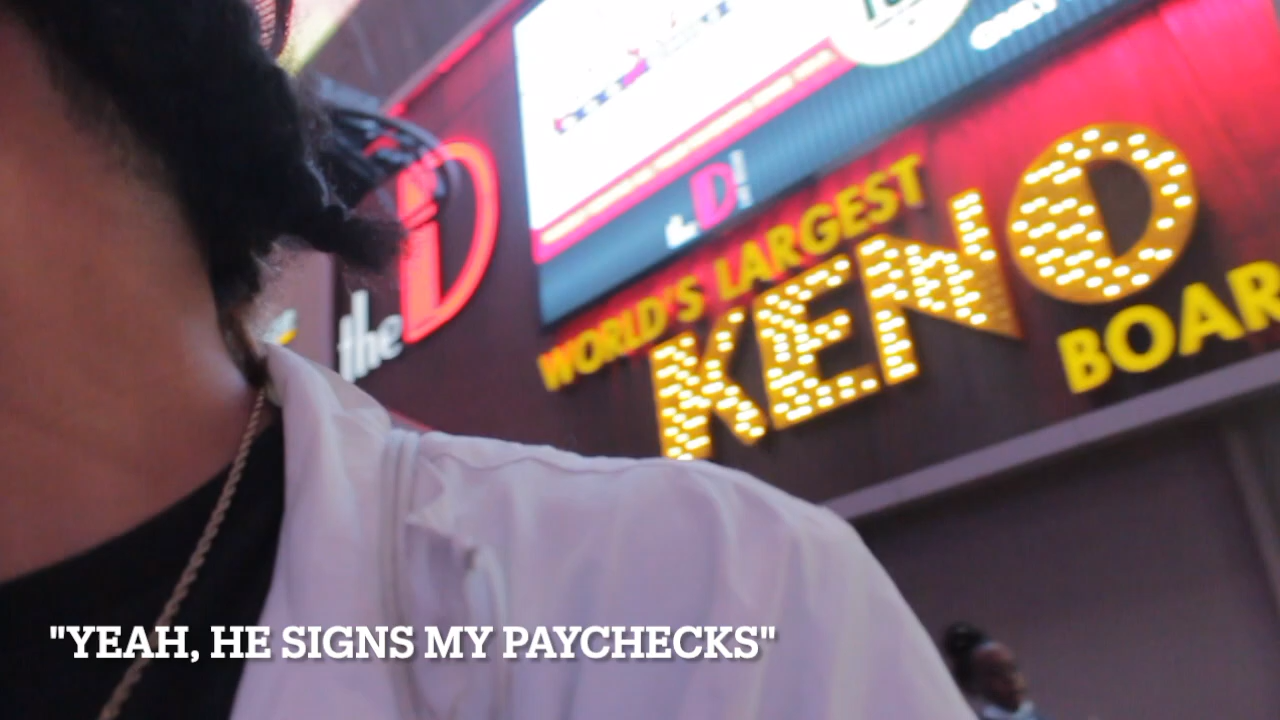 the D
the D
WORLD'S LARGEST
KENO
BOAR
"YEAH, HE SIGNS MY PAYCHECKS"